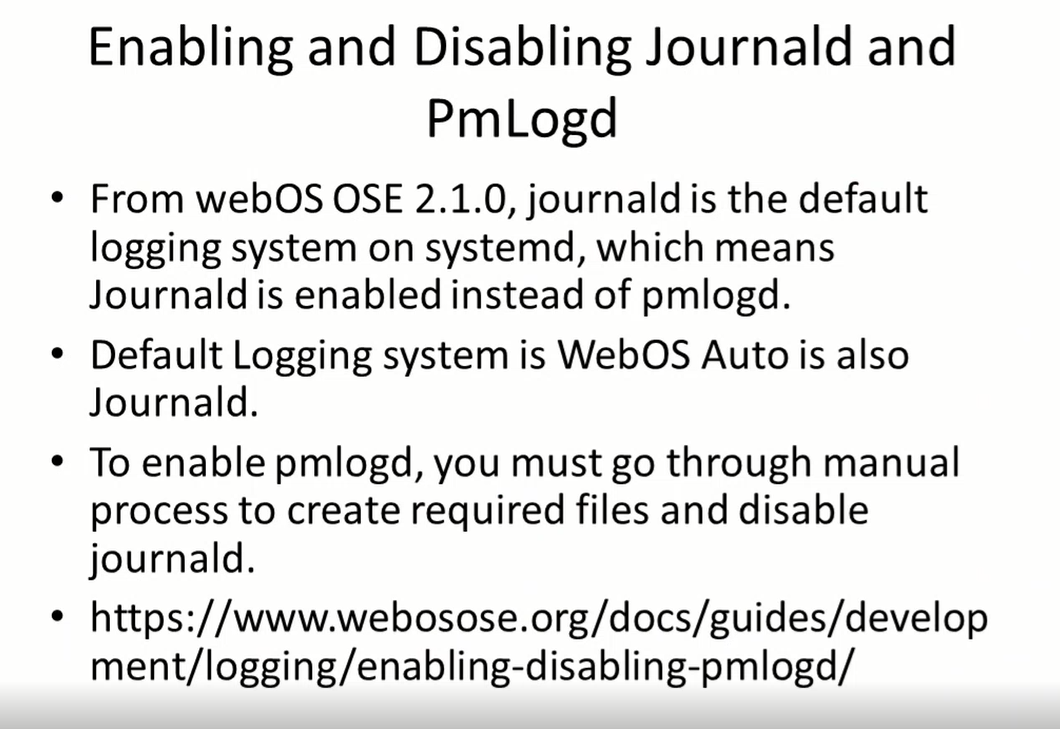 Enabling and Disabling Journald and
PmLogd
• From webOS OSE 2.1.0, journald is the default
logging system on systemd, which means
Journald is enabled instead of pmlogd.
• Default Logging system is WebOS Auto is also
Journald.
• To enable pmlogd, you must go through manual
process to create required files and disable
journald.
• https://www.webosose.org/docs/guides/develop
ment/logging/enabling-disabling-pmlogd/